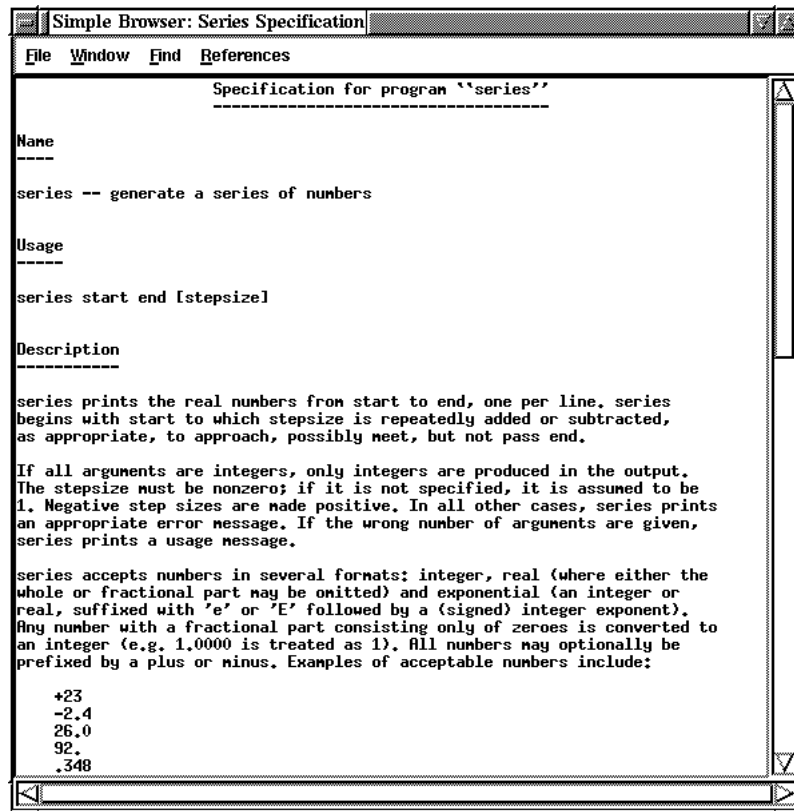 Simple Browser: Series Specification
File Window Find References
Specification for program ``series''
------------------------------------
Name
----
series -- generate a series of numbers
Usage
-----
series start end [stepsize]
Description
-----------
series prints the real numbers from start to end, one per line. series
begins with start to which stepsize is repeatedly added or subtracted,
as appropriate, to approach, possibly meet, but not pass end.
If all arguments are integers, only integers are produced in the output.
The stepsize must be nonzero; if it is not specified, it is assumed to be
1. Negative step sizes are made positive. In all other cases, series prints
an appropriate error message. If the wrong number of arguments are given,
series prints a usage message.
series accepts numbers in several formats: integer, real (where either the
whole or fractional part may be omitted) and exponential (an integer or
real, suffixed with 'e' or 'E' followed by a (signed) integer exponent).
Any number with a fractional part consisting only of zeroes is converted to
an integer (e.g. 1.0000 is treated as 1). All numbers may optionally be
prefixed by a plus or minus. Examples of acceptable numbers include:
+23
-2.4
26.0
92.
.348